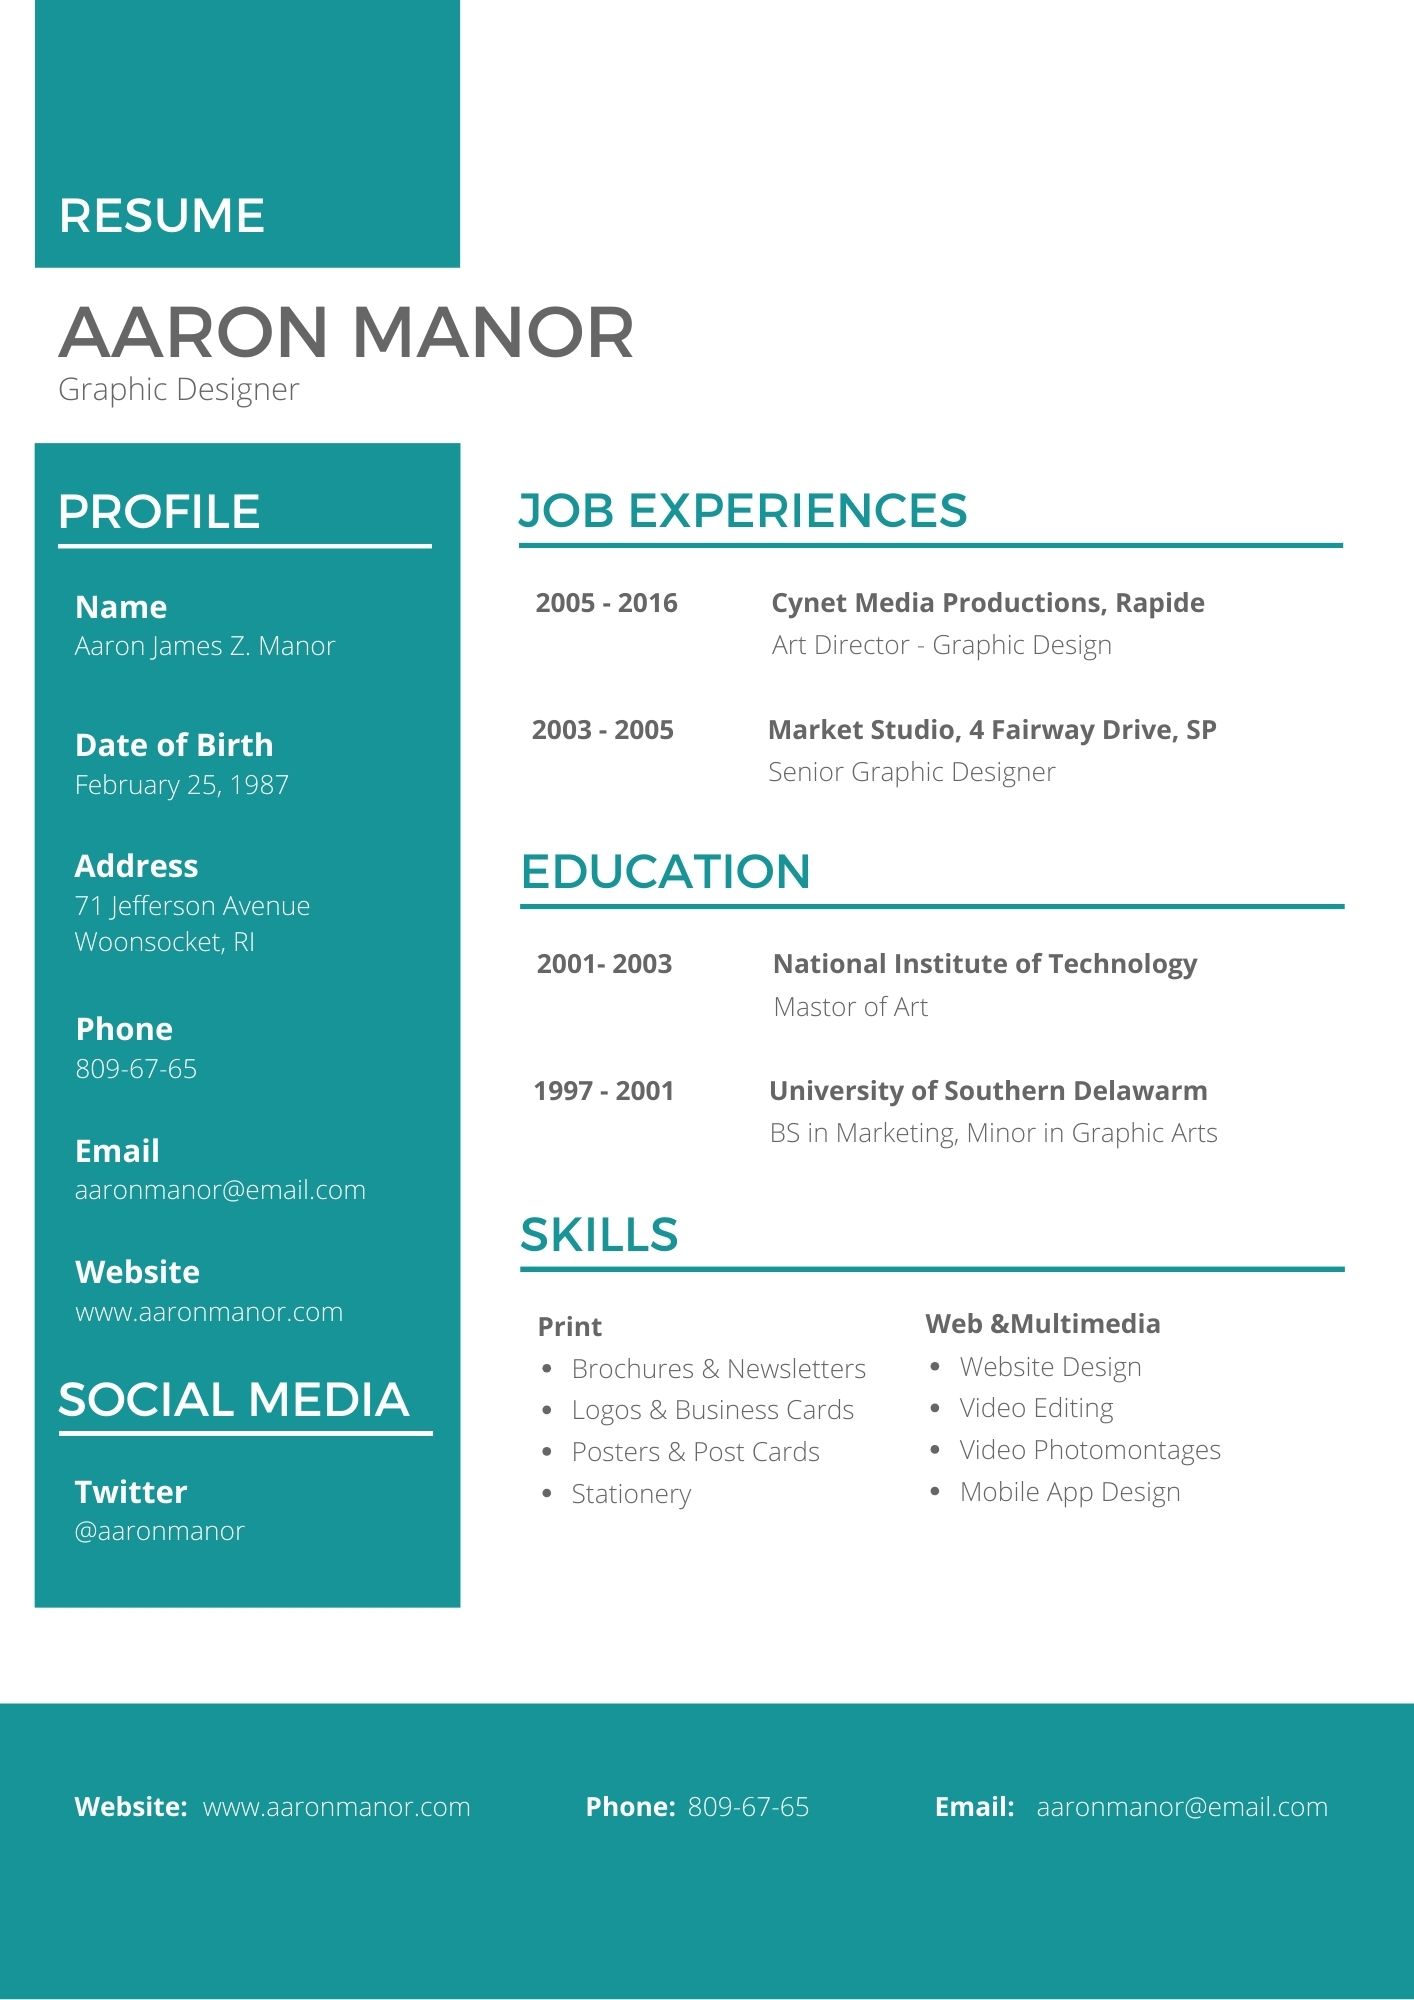 RESUME
AARON MANOR
Graphic Designer
PROFILE
Name
Aaron James Z. Manor
Date of Birth
February 25, 1987
Address
71 Jefferson Avenue
Woonsocket, RI
Phone
809-67-65
Email
aaronmanor@email.com
Website
www.aaronmanor.com
SOCIAL MEDIA
Twitter
@aaronmanor
JOB EXPERIENCES
2005 - 2016 Cynet Media Productions, Rapide
Art Director - Graphic Design
2003 - 2005 Market Studio, 4 Fairway Drive, SP
Senior Graphic Designer
EDUCATION
2001- 2003 National Institute of Technology
Mastor of Art
1997 - 2001 University of Southern Delawarm
BS in Marketing, Minor in Graphic Arts
SKILLS
Print
• Brochures & Newsletters
• Logos & Business Cards
• Posters & Post Cards
• Stationery
Web &Multimedia
• Website Design
• Video Editing
• Video Photomontages
• Mobile App Design
Website: www.aaronmanor.com Phone: 809-67-65 Email: aaronmanor@email.com